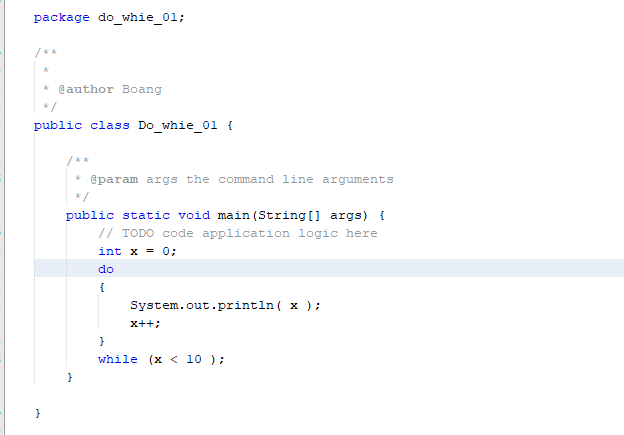 package do_whie_01;
/**
 *
 * @author Boang
 */
public class Do_whie_01 {
    /**
     * @param args the command line arguments
     */
    public static void main(String[] args) {
        // TODO code application logic here
        int x = 0;
        do
        {
            System.out.println( x );
            x++;
        }
        while (x < 10 );
    }
}